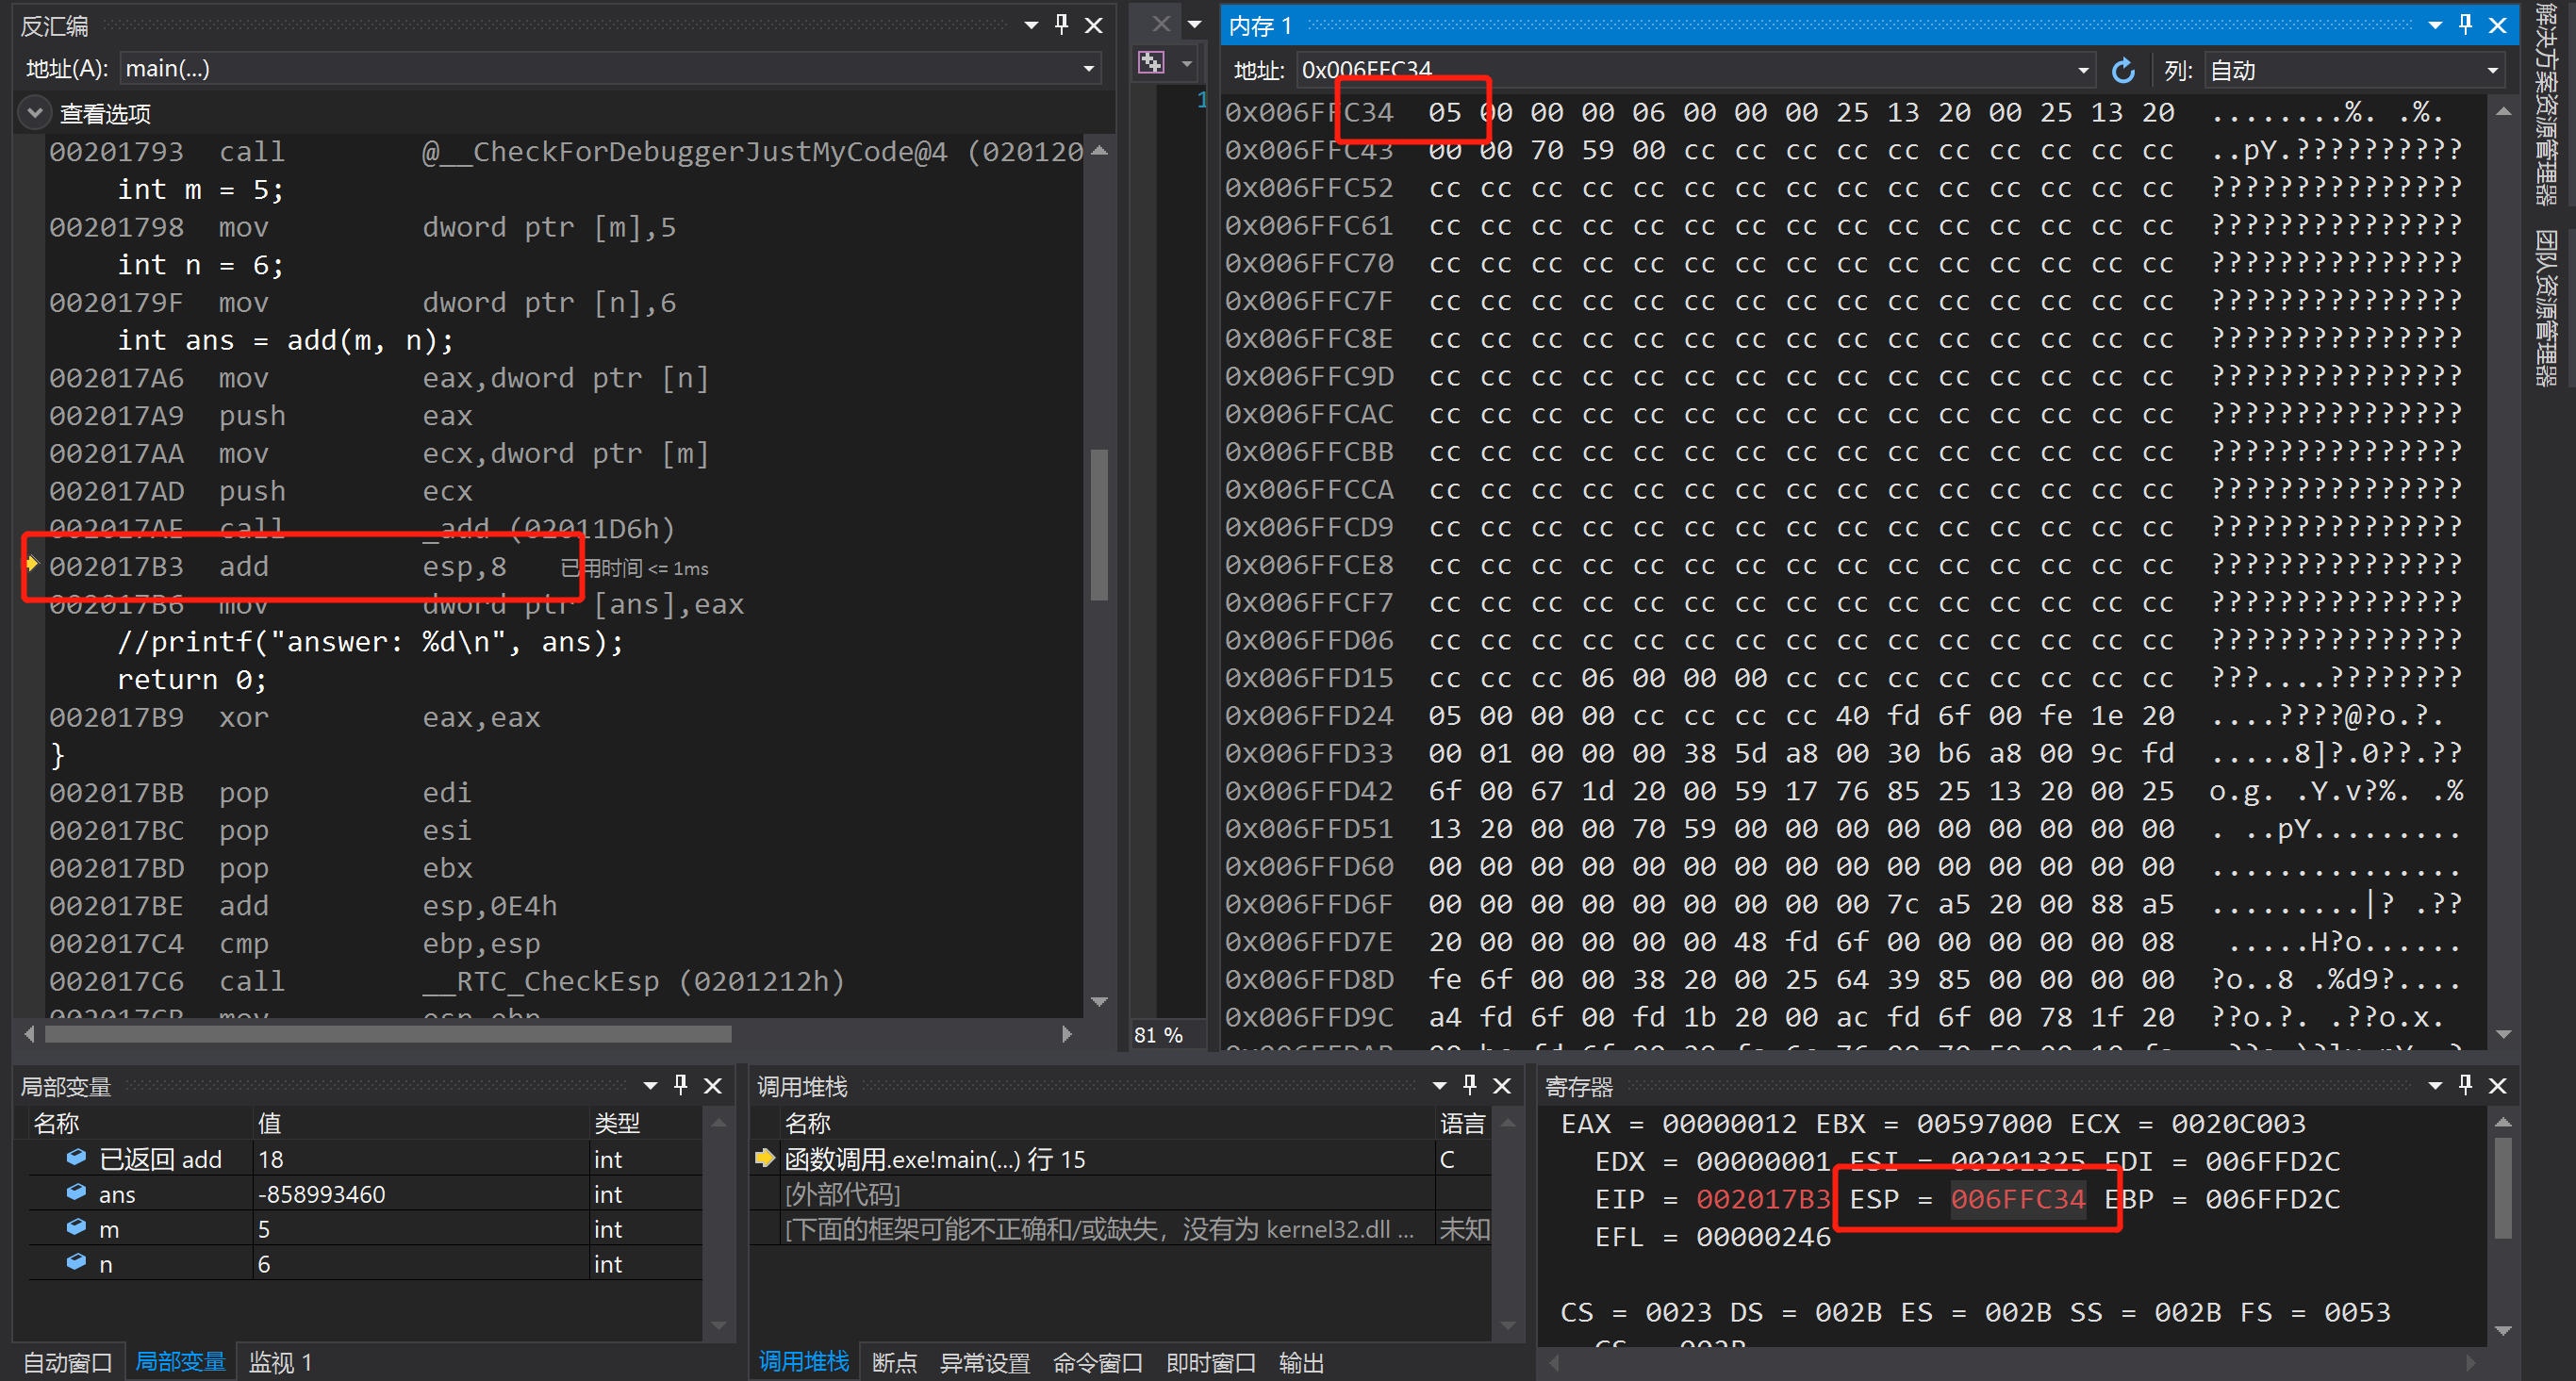 反汇编
地址(A): main(...)
查看选项
00201793 call @__CheckForDebuggerJustMyCode@4 (020120
int m = 5;
00201798 mov dword ptr [m],5
int n = 6;
0020179F mov dword ptr [n],6
int ans = add(m, n);
002017A6 mov eax,dword ptr [n]
002017A9 push eax
002017AA mov ecx,dword ptr [m]
002017AD push ecx
002017AE call _add (02011D6h)
002017B3 add esp,8 已用时间 <= 1ms
002017B6 mov dword ptr [ans],eax
//printf("answer: %d\n", ans);
return 0;
002017B9 xor eax,eax
}
002017BB pop edi
002017BC pop esi
002017BD pop ebx
002017BE add esp,0E4h
002017C4 cmp ebp,esp
002017C6 call __RTC_CheckEsp (0201212h)
002017CB mov esp,ebp
1
81 %
内存 1
地址: 0x006FFC34 列: 自动
0x006FFC34 05 00 00 00 06 00 00 00 25 13 20 00 25 13 20 ........%. .%.
0x006FFC43 00 00 70 59 00 cc cc cc cc cc cc cc cc cc cc ..pY.??????????
0x006FFC52 cc cc cc cc cc cc cc cc cc cc cc cc cc cc cc ???????????????
0x006FFC61 cc cc cc cc cc cc cc cc cc cc cc cc cc cc cc ???????????????
0x006FFC70 cc cc cc cc cc cc cc cc cc cc cc cc cc cc cc ???????????????
0x006FFC7F cc cc cc cc cc cc cc cc cc cc cc cc cc cc cc ???????????????
0x006FFC8E cc cc cc cc cc cc cc cc cc cc cc cc cc cc cc ???????????????
0x006FFC9D cc cc cc cc cc cc cc cc cc cc cc cc cc cc cc ???????????????
0x006FFCAC cc cc cc cc cc cc cc cc cc cc cc cc cc cc cc ???????????????
0x006FFCBB cc cc cc cc cc cc cc cc cc cc cc cc cc cc cc ???????????????
0x006FFCCA cc cc cc cc cc cc cc cc cc cc cc cc cc cc cc ???????????????
0x006FFCD9 cc cc cc cc cc cc cc cc cc cc cc cc cc cc cc ???????????????
0x006FFCE8 cc cc cc cc cc cc cc cc cc cc cc cc cc cc cc ???????????????
0x006FFCF7 cc cc cc cc cc cc cc cc cc cc cc cc cc cc cc ???????????????
0x006FFD06 cc cc cc cc cc cc cc cc cc cc cc cc cc cc cc ???????????????
0x006FFD15 cc cc cc 06 00 00 00 cc cc cc cc cc cc cc cc ???....????????
0x006FFD24 05 00 00 00 cc cc cc cc 40 fd 6f 00 fe 1e 20 ....????@?o.?.
0x006FFD33 00 01 00 00 00 38 5d a8 00 30 b6 a8 00 9c fd .....8]?.0??.??
0x006FFD42 6f 00 67 1d 20 00 59 17 76 85 25 13 20 00 25 o.g. .Y.v?%. .%
0x006FFD51 13 20 00 00 70 59 00 00 00 00 00 00 00 00 00 . ..pY.........
0x006FFD60 00 00 00 00 00 00 00 00 00 00 00 00 00 00 00 ...............
0x006FFD6F 00 00 00 00 00 00 00 00 00 7c a5 20 00 88 a5 .........|? .??
0x006FFD7E 20 00 00 00 00 00 48 fd 6f 00 00 00 00 00 08 .....H?o......
0x006FFD8D fe 6f 00 00 38 20 00 25 64 39 85 00 00 00 00 ?o..8 .%d9?....
0x006FFD9C a4 fd 6f 00 fd 1b 20 00 ac fd 6f 00 78 1f 20 ??o.?. .??o.x.
解决方案资源管理器
团队资源管理器
局部变量
名称 值 类型
已返回 add 18 int
ans -858993460 int
m 5 int
n 6 int
自动窗口 局部变量 监视 1
调用堆栈
名称 语言
函数调用.exe!main(...) 行 15 C
[外部代码]
[下面的框架可能不正确和/或缺失，没有为 kernel32.dll ... 未知
调用堆栈 断点 异常设置 命令窗口 即时窗口 输出
寄存器
EAX = 00000012 EBX = 00597000 ECX = 0020C003
EDX = 00000001 ESI = 00201325 EDI = 006FFD2C
EIP = 002017B3 ESP = 006FFC34 EBP = 006FFD2C
EFL = 00000246
CS = 0023 DS = 002B ES = 002B SS = 002B FS = 0053
GS = 002B